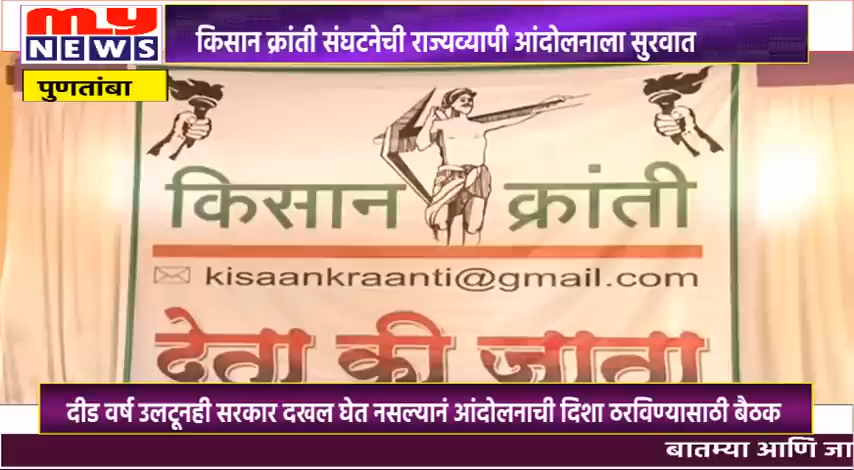 my
NEWS
किसान क्रांती संघटनेची राज्यव्यापी आंदोलनाला सुरवात
पुणतांबा
किसान क्रांती
kisaankraanti@gmail.com
देता की जाता
दीड वर्ष उलटूनही सरकार दखल घेत नसल्यानं आंदोलनाची दिशा ठरविण्यासाठी बैठक
बातम्या आणि जा